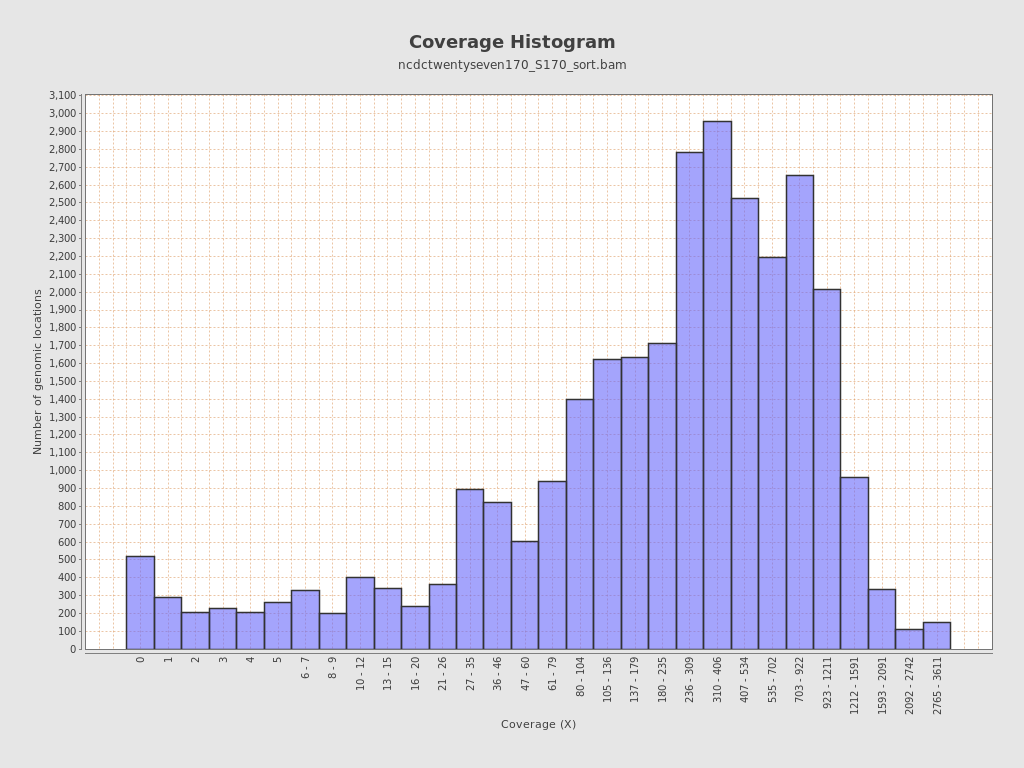 Coverage Histogram
ncdctwentyseven170_S170_sort.bam
3,100
3,000
2,900
2,800
2,700
2,600
2,500
2,400
2,300
2,200
2,100
2,000
1,900
1,800
1,700
1,600
1,500
1,400
1,300
1,200
1,100
1,000
900
800
700
600
500
400
300
200
100
0
Number of genomic locations
0
1
2
3
4
5
6 - 7
8 - 9
10 - 12
13 - 15
16 - 20
21 - 26
27 - 35
36 - 46
47 - 60
61 - 79
80 - 104
105 - 136
137 - 179
180 - 235
236 - 309
310 - 406
407 - 534
535 - 702
703 - 922
923 - 1211
1212 - 1591
1593 - 2091
2092 - 2742
2765 - 3611
Coverage (X)